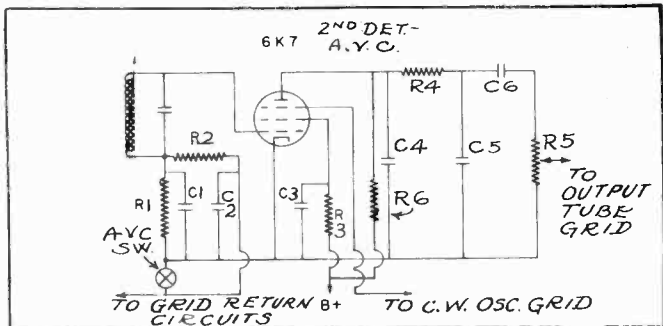 2ND DET-
6K7 A.V.C.
R4
C6
R2
C4
C5
R5
R1
C1
C
2
C3
R
3
R6
TO
OUTPUT
TUBE
GRID
AVC
SW.
TO GRID RETURN B+ TO C.W. OSC. GRID
CIRCUITS